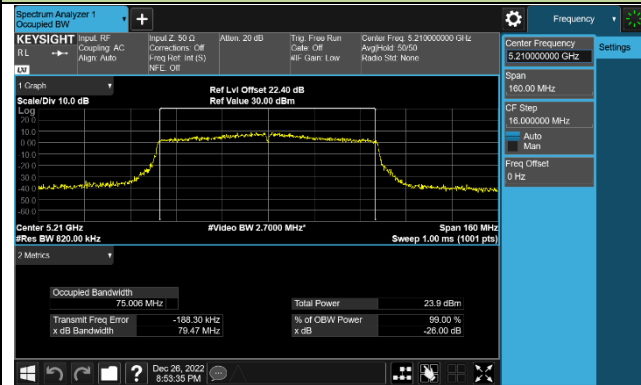 Spectrum Analyzer 1
Occupied BW
Frequency
KEYSIGHT
Input: RF
Coupling: AC
Align: Auto
Input Z: 50 Ω
Corrections: Off
Freq Ref: Int (S)
NFE: Off
Atten: 20 dB
Trig: Free Run
Gate: Off
#IF Gain: Low
Center Freq: 5.210000000 GHz
Avg|Hold: 50/50
Radio Std: None
RL
LXI
1 Graph
Scale/Div 10.0 dB
Ref Lvl Offset 22.40 dB
Ref Value 30.00 dBm
Log
20.0
10.0
0.00
-10.0
-20.0
-30.0
-40.0
-50.0
-60.0
Center 5.21 GHz
#Res BW 820.00 kHz
#Video BW 2.7000 MHz*
Span 160 MHz
Sweep 1.00 ms (1001 pts)
2 Metrics
Occupied Bandwidth
75.006 MHz
Total Power 23.9 dBm
Transmit Freq Error -188.30 kHz
% of OBW Power 99.00 %
x dB Bandwidth 79.47 MHz
x dB -26.00 dB
Center Frequency
5.210000000 GHz
Settings
Span
160.00 MHz
CF Step
16.000000 MHz
Auto
Man
Freq Offset
0 Hz
?
Dec 26, 2022
8:53:35 PM